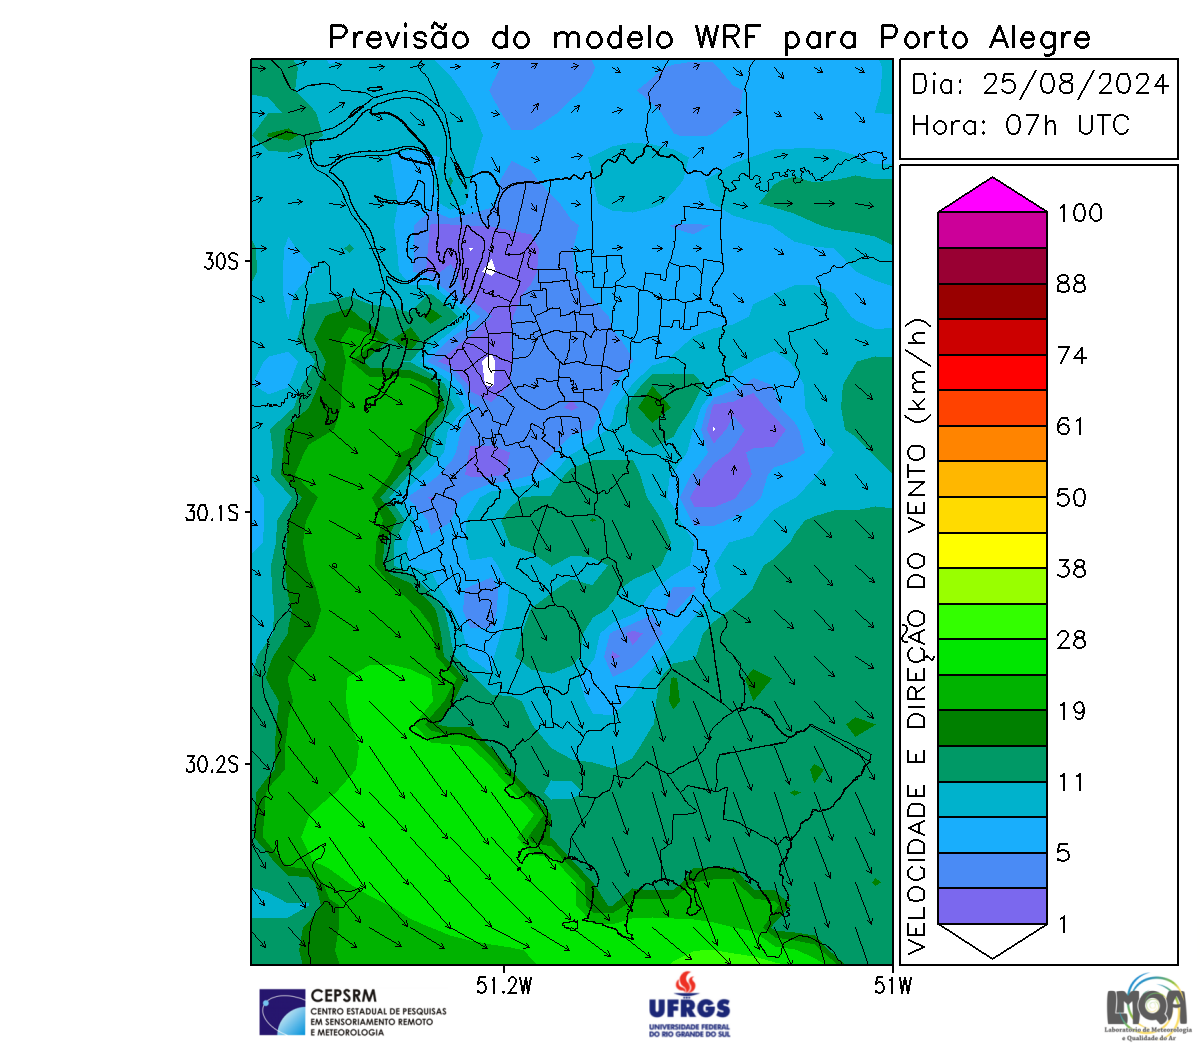 Previsão do modelo WRF para Porto Alegre
Dia: 25/08/2024
Hora: 07h UTC
30S
30.1S
30.2S
51.2W
51W
VELOCIDADE E DIREÇÃO DO VENTO (km/h)
100
88
74
61
50
38
28
19
11
5
1
CEPSRM
CENTRO ESTADUAL DE PESQUISAS
EM SENSORIAMENTO REMOTO
E METEOROLOGIA
UFRGS
UNIVERSIDADE FEDERAL
DO RIO GRANDE DO SUL
LMQA
Laboratório de Meteorologia
e Qualidade do Ar